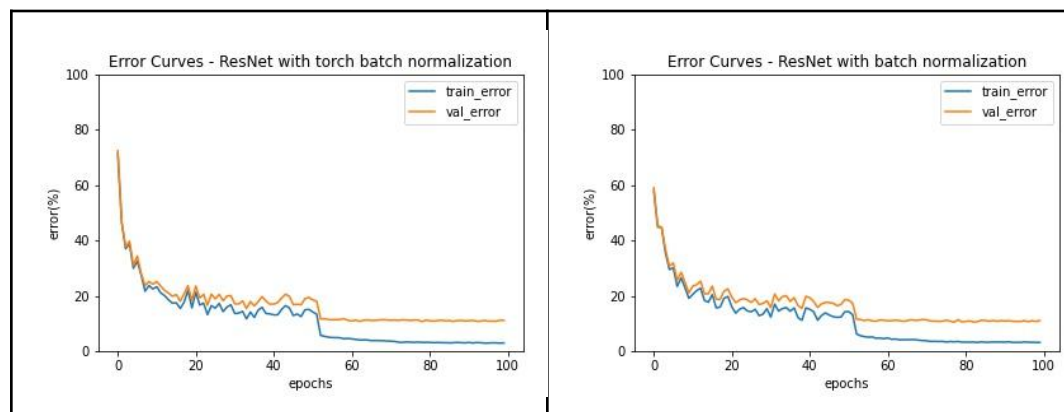 Error Curves - ResNet with torch batch normalization
100
80
60
40
20
0
error(%)
train_error
val_error
0 20 40 60 80 100
epochs
Error Curves - ResNet with batch normalization
100
80
60
40
20
0
error(%)
train_error
val_error
0 20 40 60 80 100
epochs